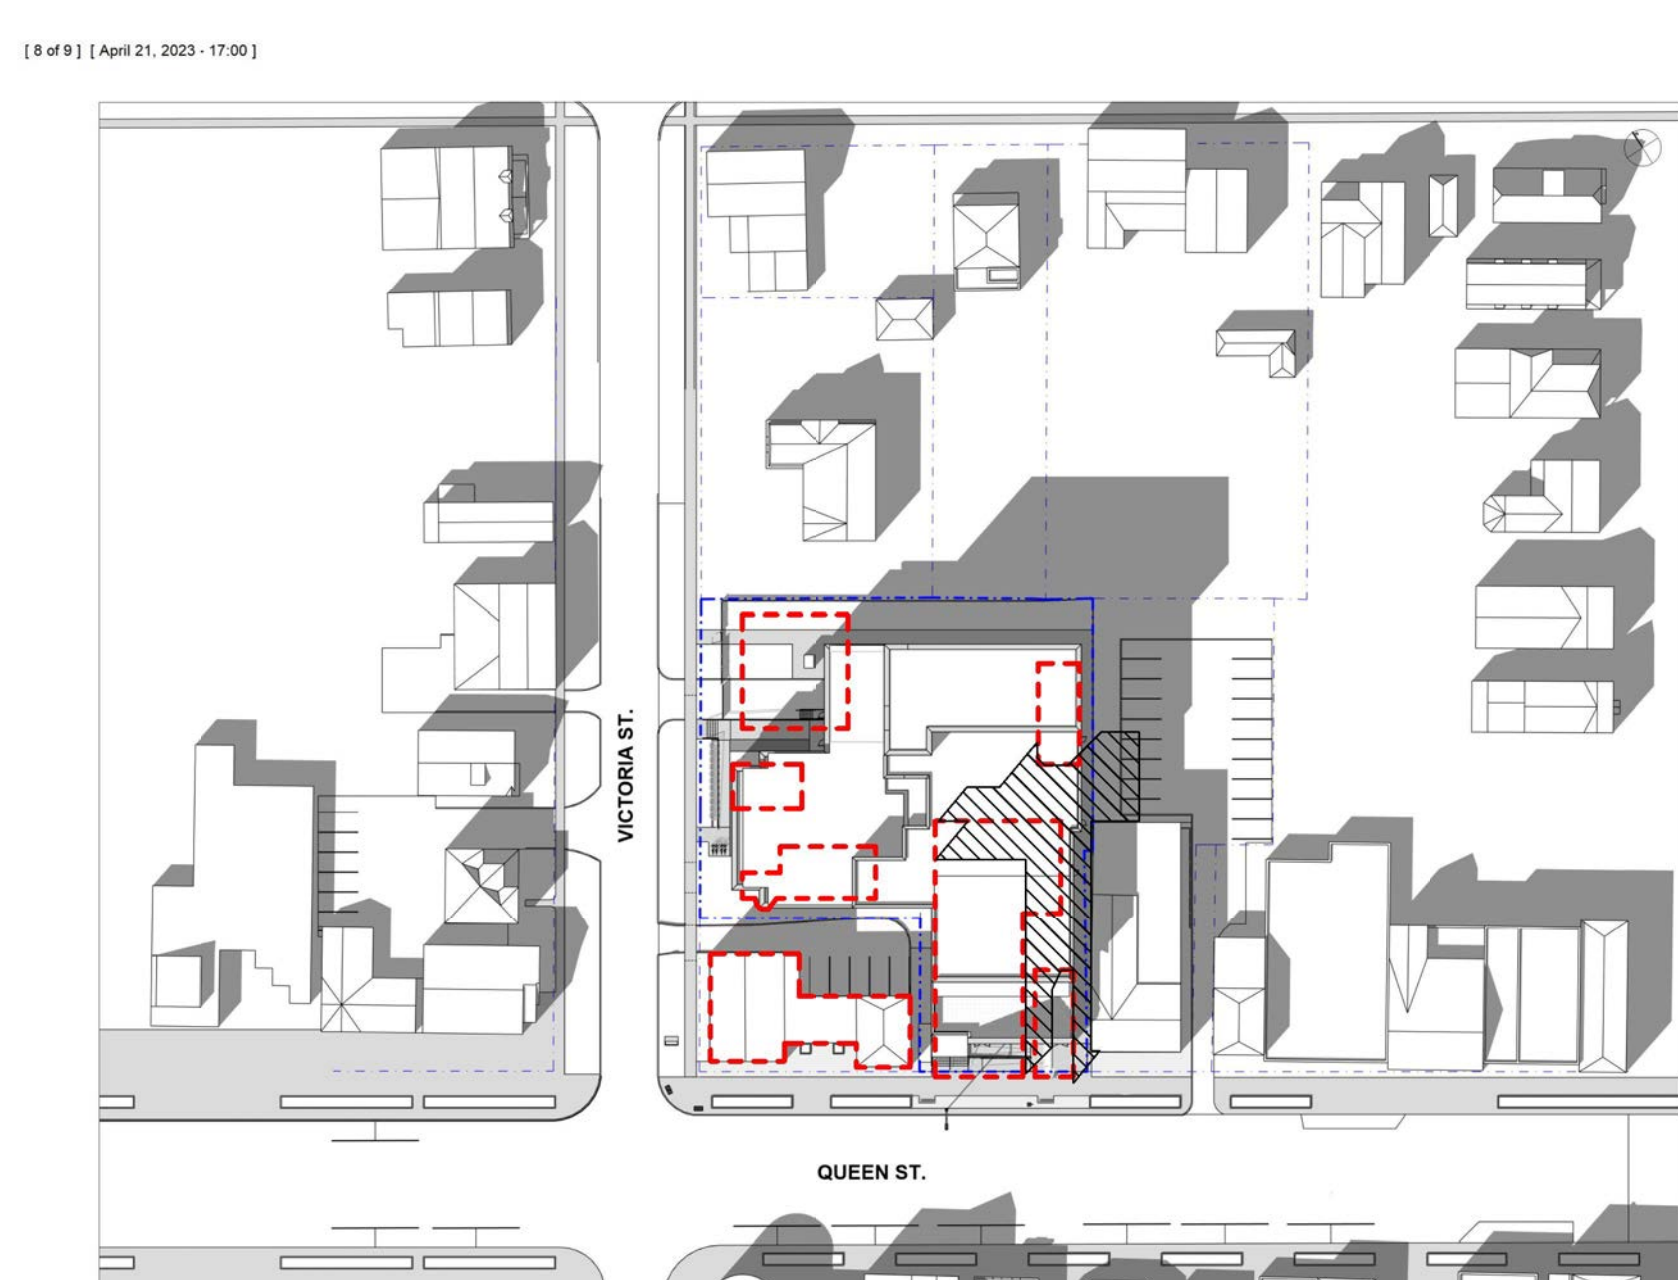 [ 8 of 9 ] [ April 21, 2023 - 17:00 ]
VICTORIA ST.
QUEEN ST.